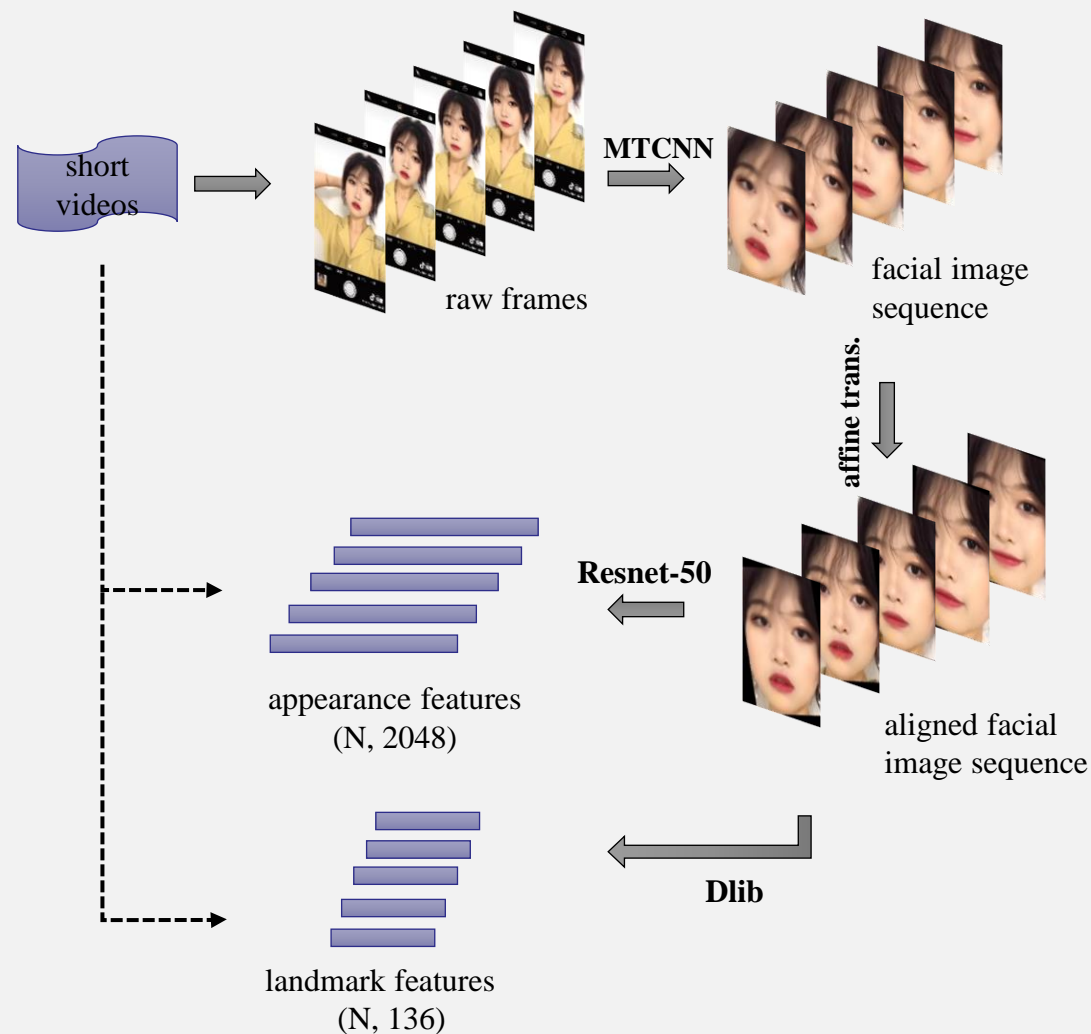 short
videos
raw frames
MTCNN
facial image
sequence
affine trans.
Resnet-50
aligned facial
image sequence
appearance features
(N, 2048)
Dlib
landmark features
(N, 136)